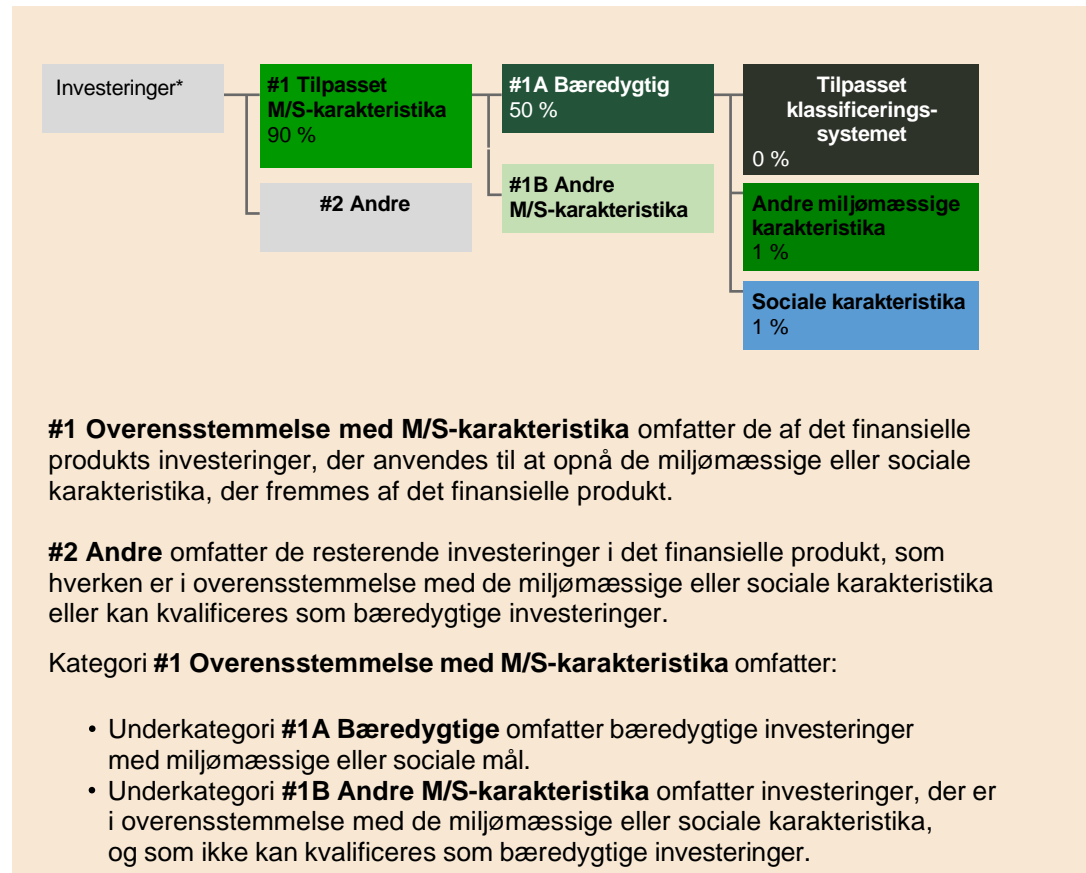 Investeringer*
#1 Tilpasset
M/S-karakteristika
90 %
#2 Andre
#1A Bæredygtig
50 %
#1B Andre
M/S-karakteristika
Tilpasset
klassificerings-
systemet
0 %
Andre miljømæssige
karakteristika
1 %
Sociale karakteristika
1 %
#1 Overensstemmelse med M/S-karakteristika omfatter de af det finansielle
produkts investeringer, der anvendes til at opnå de miljømæssige eller sociale
karakteristika, der fremmes af det finansielle produkt.
#2 Andre omfatter de resterende investeringer i det finansielle produkt, som
hverken er i overensstemmelse med de miljømæssige eller sociale karakteristika
eller kan kvalificeres som bæredygtige investeringer.
Kategori #1 Overensstemmelse med M/S-karakteristika omfatter:
• Underkategori #1A Bæredygtige omfatter bæredygtige investeringer
med miljømæssige eller sociale mål.
• Underkategori #1B Andre M/S-karakteristika omfatter investeringer, der er
i overensstemmelse med de miljømæssige eller sociale karakteristika,
og som ikke kan kvalificeres som bæredygtige investeringer.